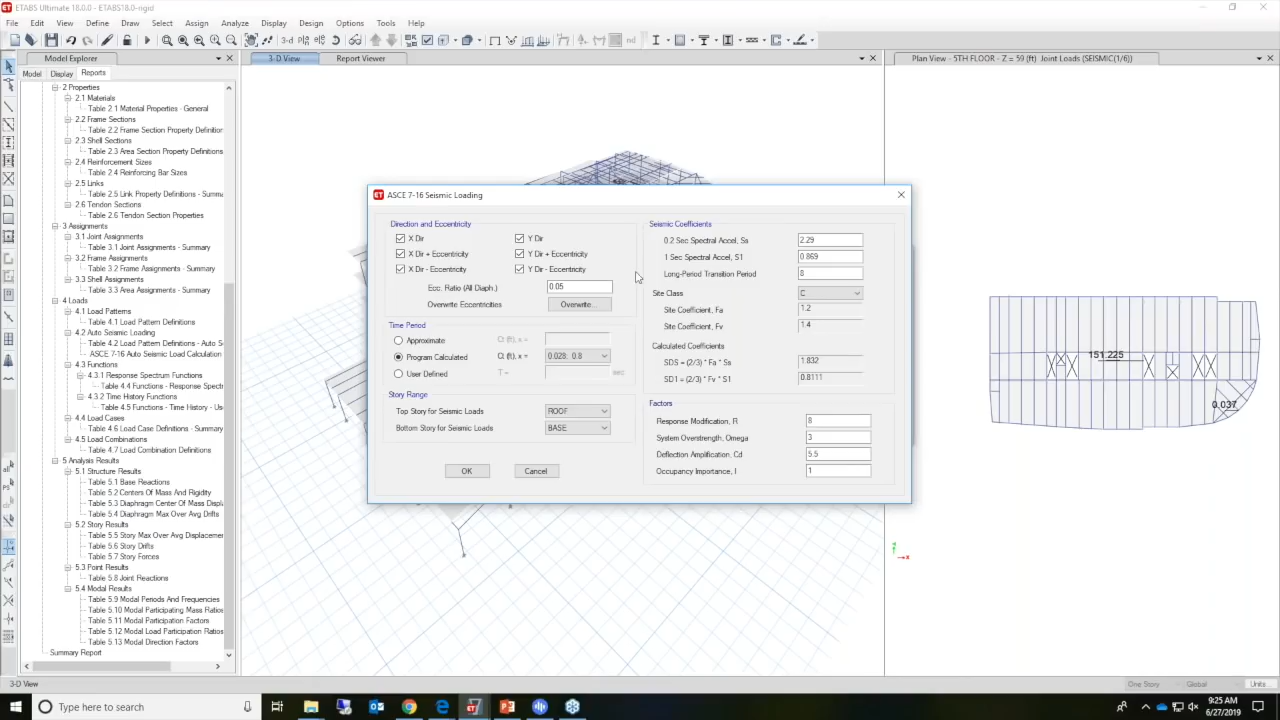 ETABS Ultimate 18.0.0 - ETABS18.0-rigid
File Edit View Define Draw Select Assign Analyze Display Design Options Tools Help
Model Explorer
3-D View
Report Viewer
Plan View - 5TH FLOOR - Z = 59 (ft) Joint Loads (SEISMIC(1/6))
Model Display Reports
2 Properties
2.1 Materials
Table 2.1 Material Properties - General
2.2 Frame Sections
Table 2.2 Frame Section Property Definition
2.3 Shell Sections
Table 2.3 Area Section Property Definitions
2.4 Reinforcement Sizes
Table 2.4 Reinforcing Bar Sizes
2.5 Links
Table 2.5 Link Property Definitions - Summa
2.6 Tendon Sections
Table 2.6 Tendon Section Properties
3 Assignments
3.1 Joint Assignments
Table 3.1 Joint Assignments - Summary
3.2 Frame Assignments
Table 3.2 Frame Assignments - Summary
3.3 Shell Assignments
Table 3.3 Area Assignments - Summary
4 Loads
4.1 Load Patterns
Table 4.1 Load Pattern Definitions
4.2 Auto Seismic Loading
Table 4.2 Load Pattern Definitions - Auto S
ASCE 7-16 Auto Seismic Load Calculation
4.3 Functions
4.3.1 Response Spectrum Functions
Table 4.4 Functions - Response Spectr
4.3.2 Time History Functions
Table 4.5 Functions - Time History - Use
4.4 Load Cases
Table 4.6 Load Case Definitions - Summary
4.5 Load Combinations
Table 4.7 Load Combination Definitions
5 Analysis Results
5.1 Structure Results
Table 5.1 Base Reactions
Table 5.2 Centers Of Mass And Rigidity
Table 5.3 Diaphragm Center Of Mass Displ
Table 5.4 Diaphragm Max Over Avg Drifts
5.2 Story Results
Table 5.5 Story Max Over Avg Displacemer
Table 5.6 Story Drifts
Table 5.7 Story Forces
5.3 Point Results
Table 5.8 Joint Reactions
5.4 Modal Results
Table 5.9 Modal Periods And Frequencies
Table 5.10 Modal Participating Mass Ratios
Table 5.11 Modal Participation Factors
Table 5.12 Modal Load Participation Ratios
Table 5.13 Modal Direction Factors
Summary Report
ASCE 7-16 Seismic Loading
Direction and Eccentricity
X Dir Y Dir
X Dir + Eccentricity Y Dir + Eccentricity
X Dir - Eccentricity Y Dir - Eccentricity
Ecc. Ratio (All Diaph.) 0.05
Overwrite Eccentricities Overwrite...
Time Period
Approximate Ct (ft), x =
Program Calculated Ct (ft), x = 0.028; 0.8
User Defined T = sec
Story Range
Top Story for Seismic Loads ROOF
Bottom Story for Seismic Loads BASE
OK Cancel
Seismic Coefficients
0.2 Sec Spectral Accel, Ss 2.29
1 Sec Spectral Accel, S1 0.869
Long-Period Transition Period 8
Site Class C
Site Coefficient, Fa 1.2
Site Coefficient, Fv 1.4
Calculated Coefficients
SDS = (2/3) * Fa * Ss 1.832
SD1 = (2/3) * Fv * S1 0.8111
Factors
Response Modification, R 8
System Overstrength, Omega 3
Deflection Amplification, Cd 5.5
Occupancy Importance, I 1
151.225
0.037
3-D View
One Story Global Units
Type here to search
9:25 AM
6/27/2019